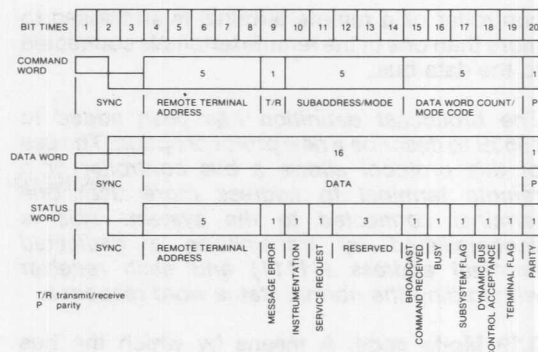 BIT TIMES 1 2 3 4 5 6 7 8 9 10 11 12 13 14 15 16 17 18 19 20
COMMAND
WORD
5 1 5 5 1
SYNC REMOTE TERMINAL
ADDRESS T/R SUBADDRESS/MODE DATA WORD COUNT/
MODE CODE P
DATA WORD
16 1
SYNC DATA P
STATUS
WORD
5 1 1 1 3 1 1 1 1 1 1
SYNC REMOTE TERMINAL
ADDRESS
MESSAGE ERROR
INSTRUMENTATION
SERVICE REQUEST
RESERVED
BROADCAST
COMMAND RECEIVED
BUSY
SUBSYSTEM FLAG
DYNAMIC BUS
CONTROL ACCEPTANCE
TERMINAL FLAG
PARITY
T/R transmit/receive
P parity